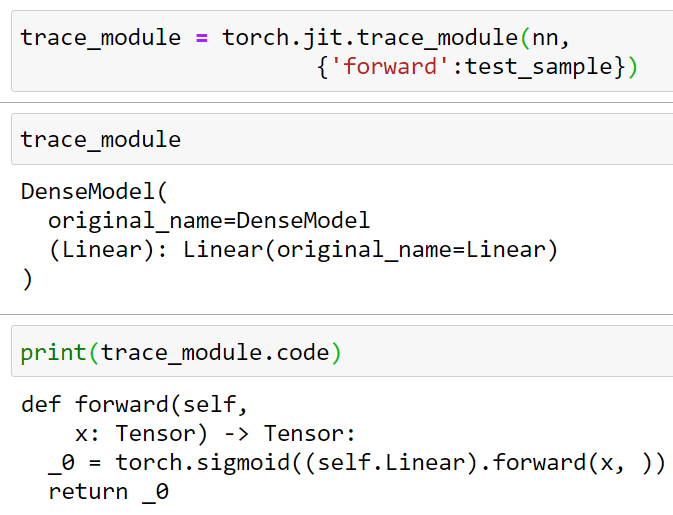 trace_module = torch.jit.trace_module(nn,
                      {'forward':test_sample})
trace_module
DenseModel(
  original_name=DenseModel
  (Linear): Linear(original_name=Linear)
)
print(trace_module.code)
def forward(self,
    x: Tensor) -> Tensor:
  _0 = torch.sigmoid((self.Linear).forward(x, ))
  return _0